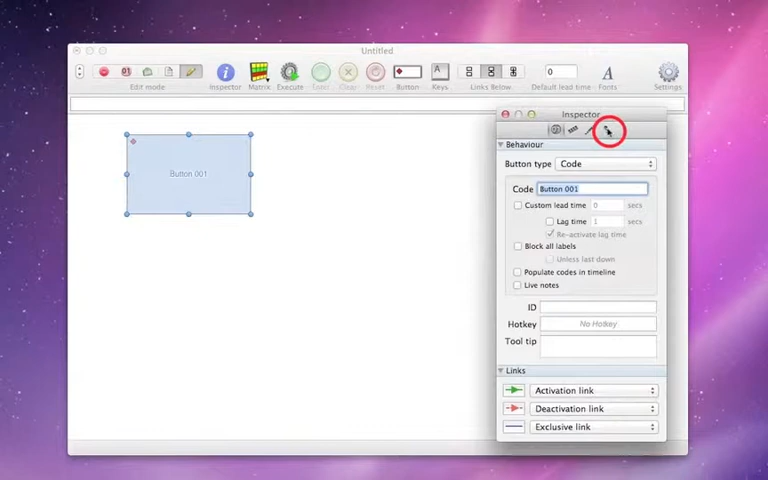 Untitled
Edit mode
Inspector
Matrix
Execute
Reset
Button
A
Keys
Links Below
0
Default lead time
Fonts
Settings
Button 001
Inspector
Behaviour
Button type Code
Code Button 001
Custom lead time 0 secs
Lag time 1 secs
Re-activate lag time
Block all labels
Unless last down
Populate codes in timeline
Live notes
ID
Hotkey No Hotkey
Tool tip
Links
Activation link
Deactivation link
Exclusive link